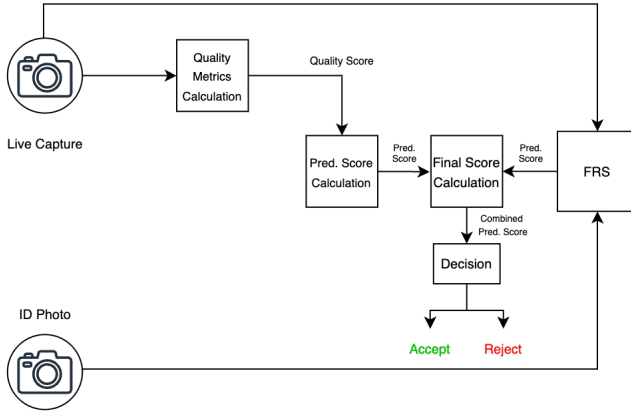 Quality
Metrics
Calculation
Quality Score
Live Capture
Pred. Score
Calculation
Pred.
Score
Final Score
Calculation
Pred.
Score
FRS
Combined
Pred. Score
Decision
ID Photo
Accept
Reject